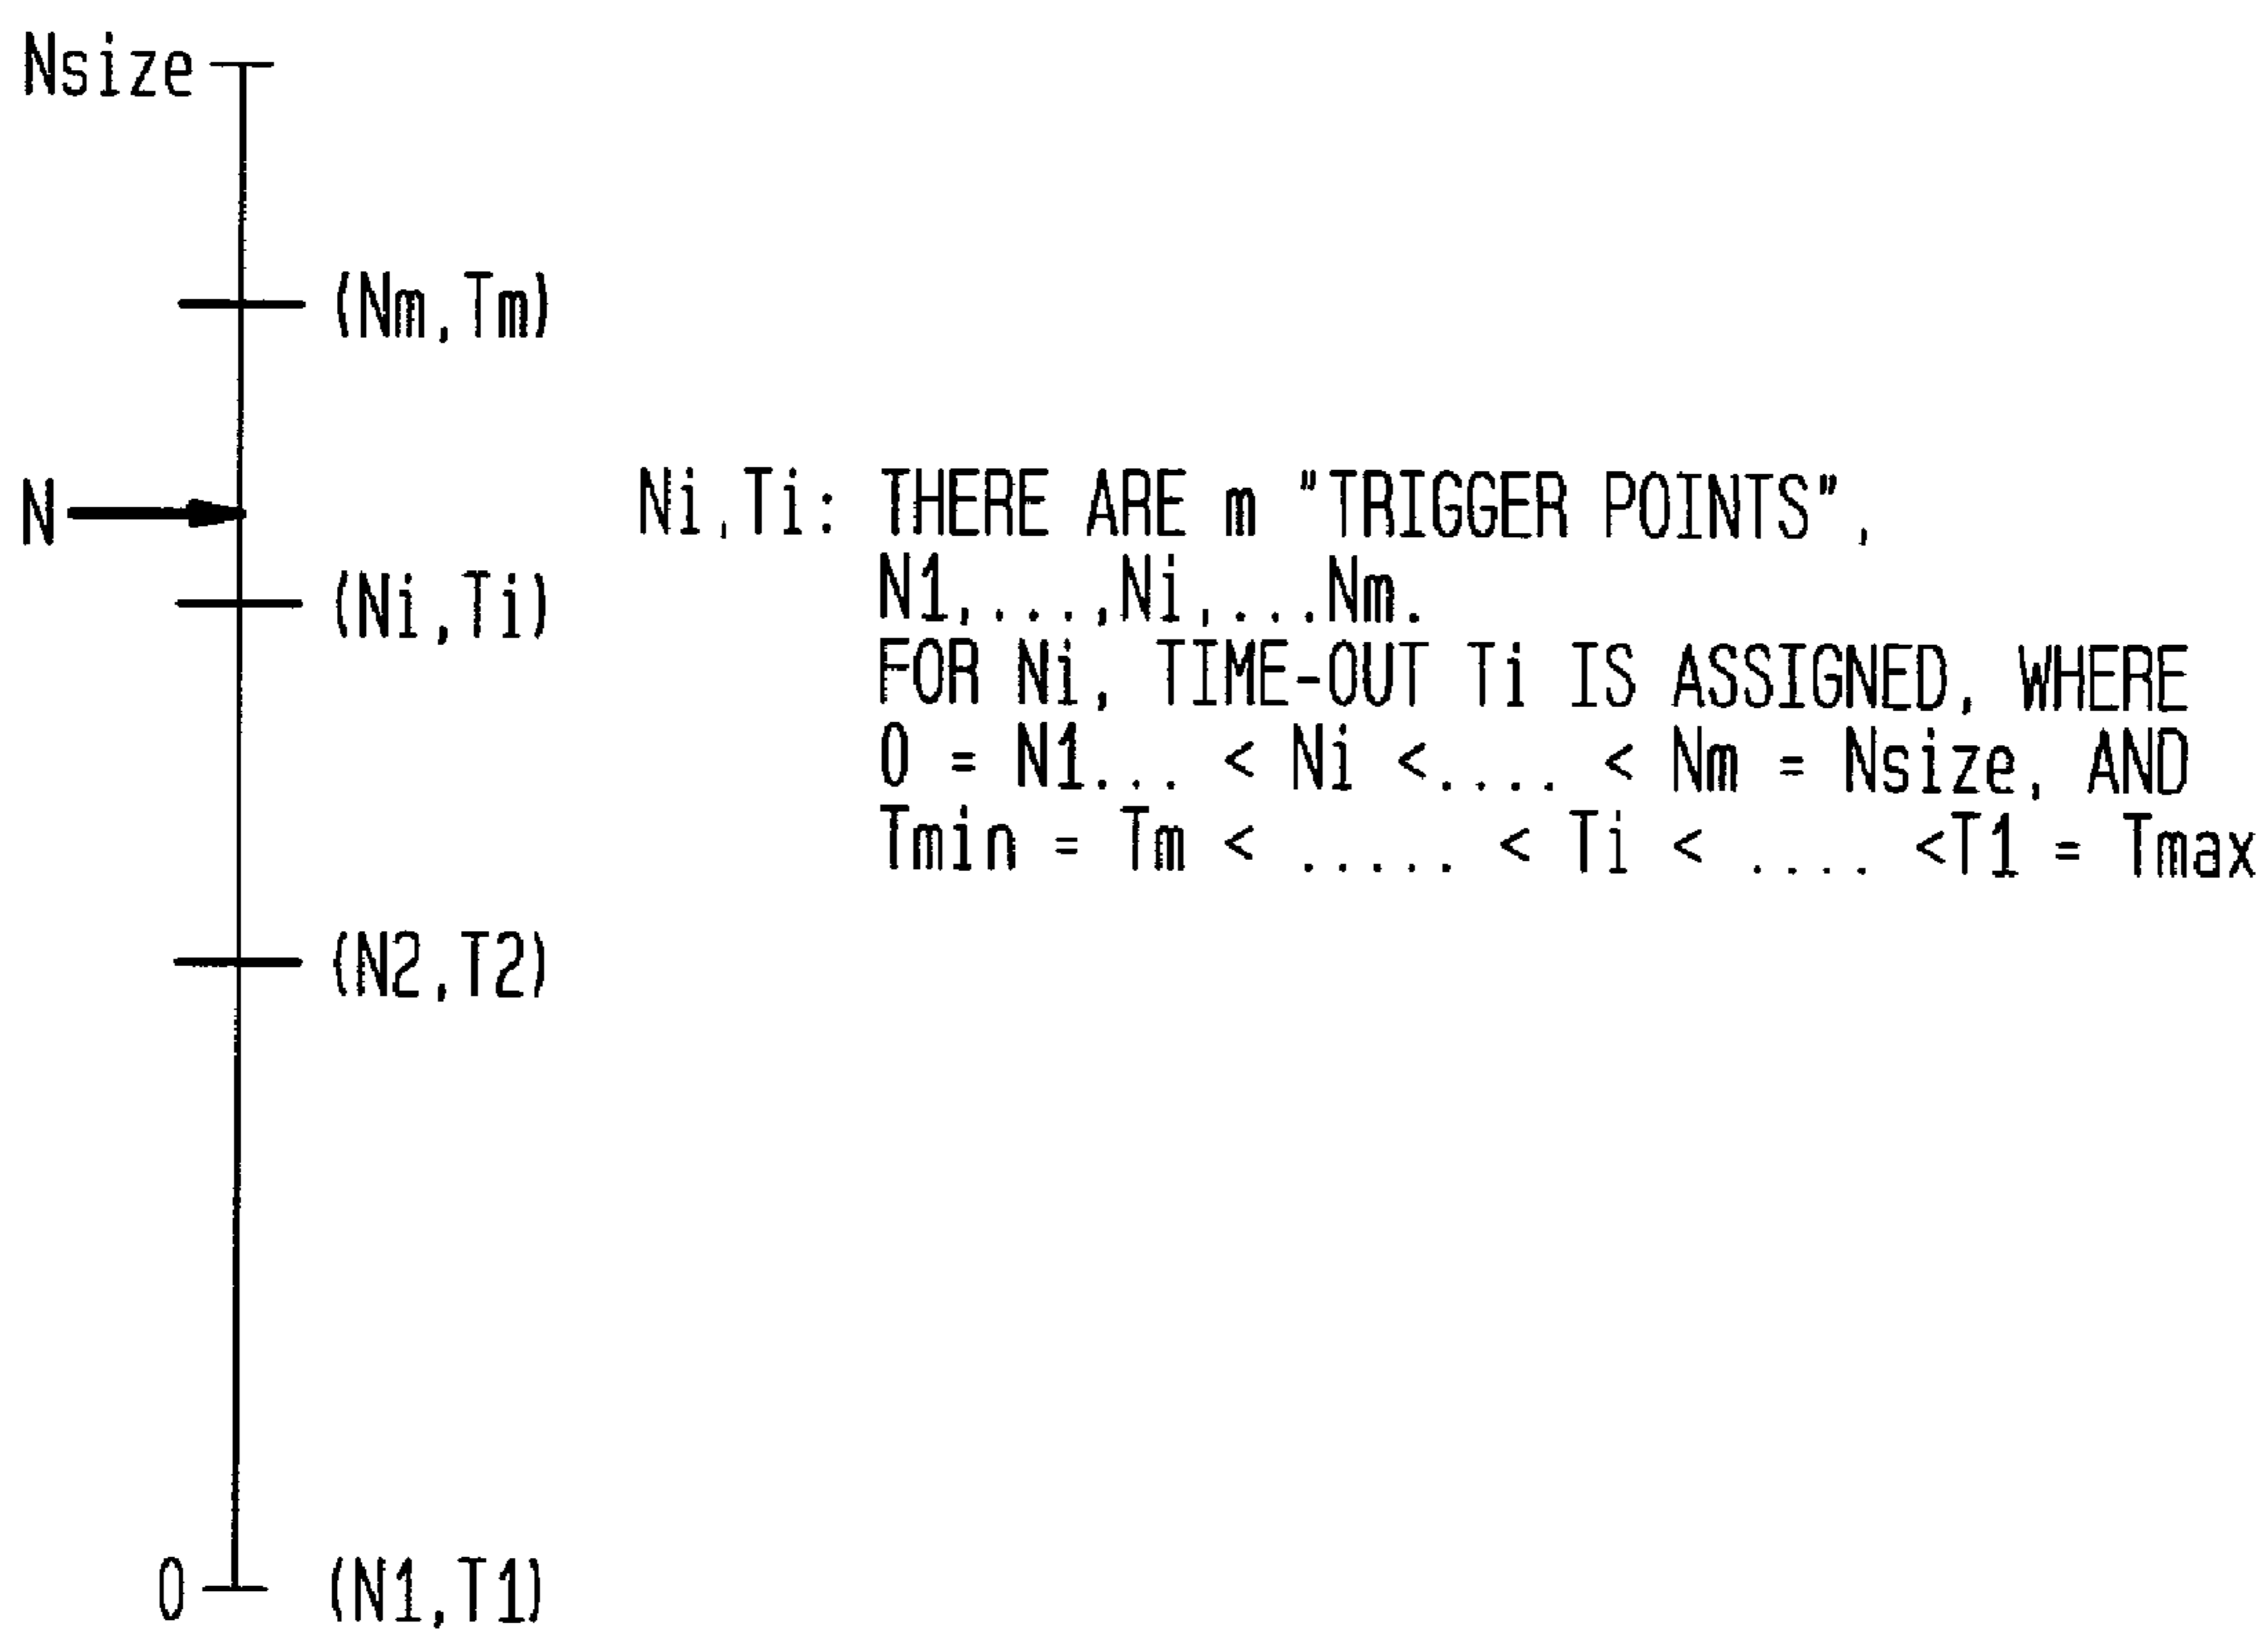 Nsize
(Nm,Tm)
N
(Ni,Ti)
(N2,T2)
0 (N1,T1)
Ni,Ti: THERE ARE m "TRIGGER POINTS",
N1,...,Ni,...Nm.
FOR Ni, TIME-OUT Ti IS ASSIGNED, WHERE
0 = N1... < Ni <.... < Nm = Nsize, AND
Tmin = Tm < ..... < Ti < .... <T1 = Tmax